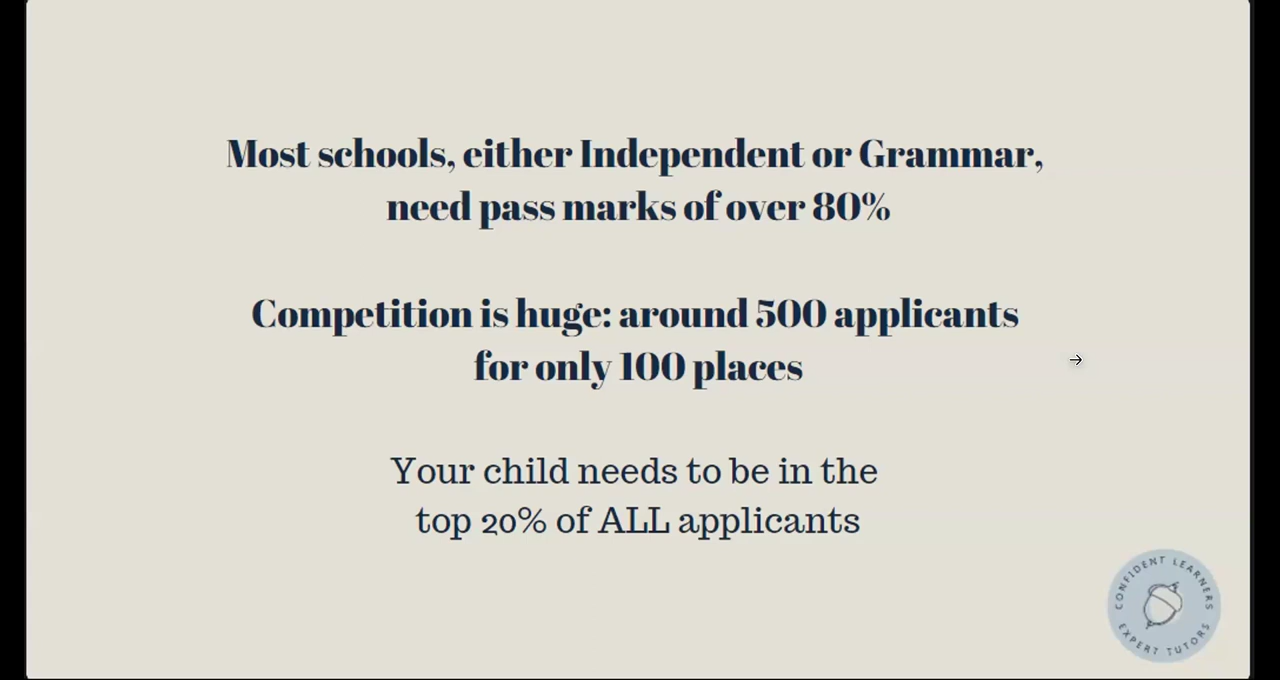 Most schools, either Independent or Grammar,
need pass marks of over 80%
Competition is huge: around 500 applicants
for only 100 places
Your child needs to be in the
top 20% of ALL applicants
CONFIDENT LEARNERS
EXPERT TUTORS